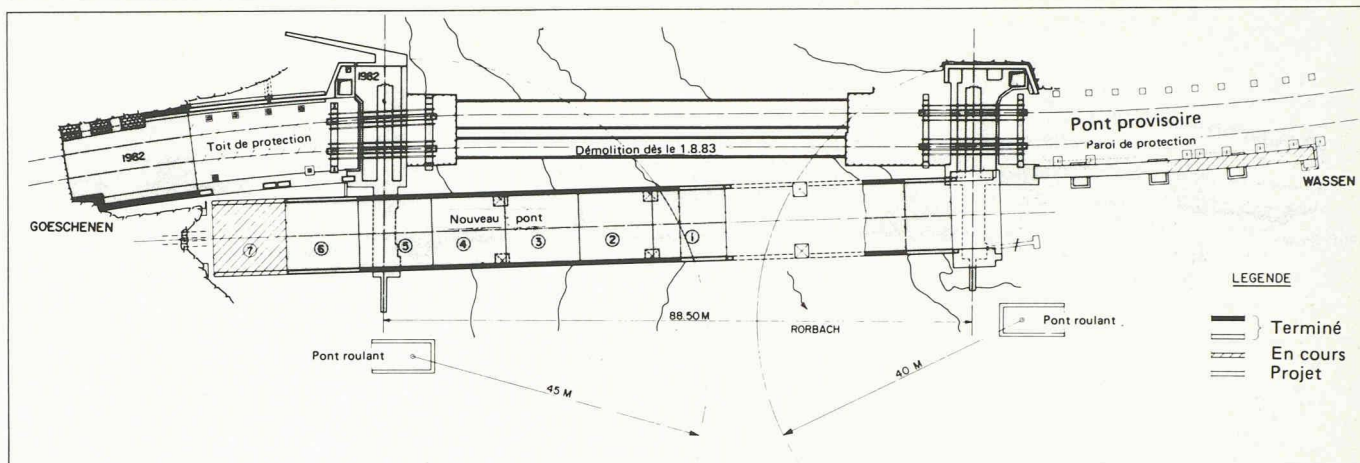 1982
1982
Toit de protection
Démolition dès le 1.8.83
Pont provisoire
Paroi de protection
GOESCHENEN
WASSEN
Nouveau pont
⑦
⑥
⑤
④
③
②
①
88.50 M
RORBACH
Pont roulant
Pont roulant
45 M
40 M
LEGENDE
Terminé
En cours
Projet